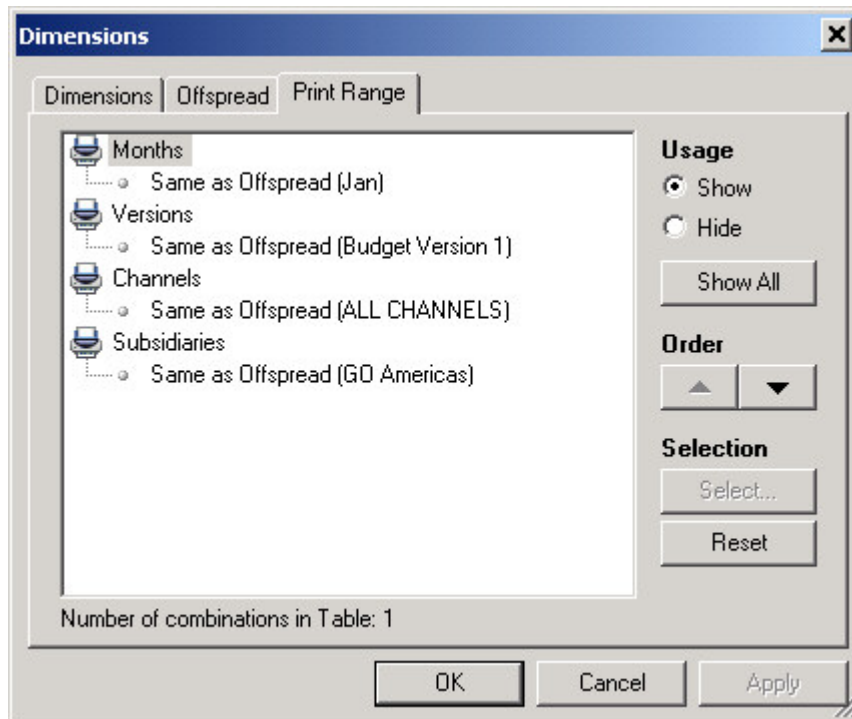 Dimensions
Dimensions Offspread Print Range
Months
Same as Offspread (Jan)
Versions
Same as Offspread (Budget Version 1)
Channels
Same as Offspread (ALL CHANNELS)
Subsidiaries
Same as Offspread (GO Americas)
Number of combinations in Table: 1
Usage
Show
Hide
Show All
Order
Selection
Select...
Reset
OK Cancel Apply